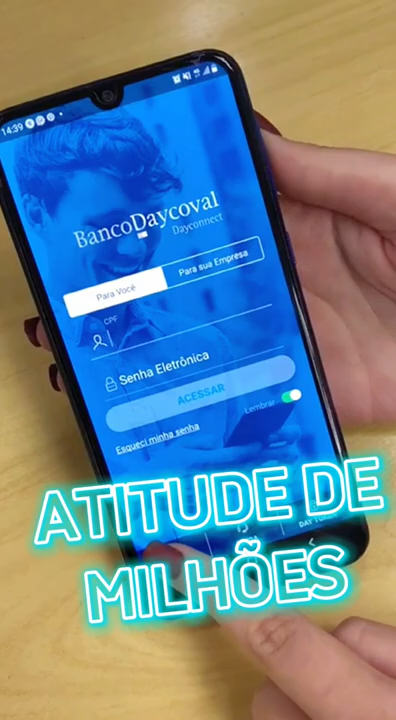 14:39
BancoDaycoval
Dayconnect
Para Você
Para sua Empresa
CPF
Senha Eletrônica
ACESSAR
Lembrar
Esqueci minha senha
ATITUDE DE
MILHÕES